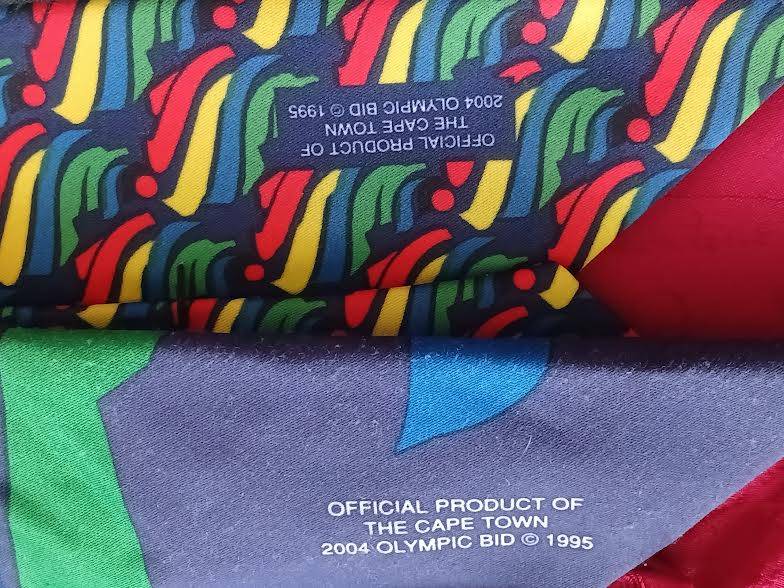 OFFICIAL PRODUCT OF
THE CAPE TOWN
2004 OLYMPIC BID © 1995
OFFICIAL PRODUCT OF
THE CAPE TOWN
2004 OLYMPIC BID © 1995